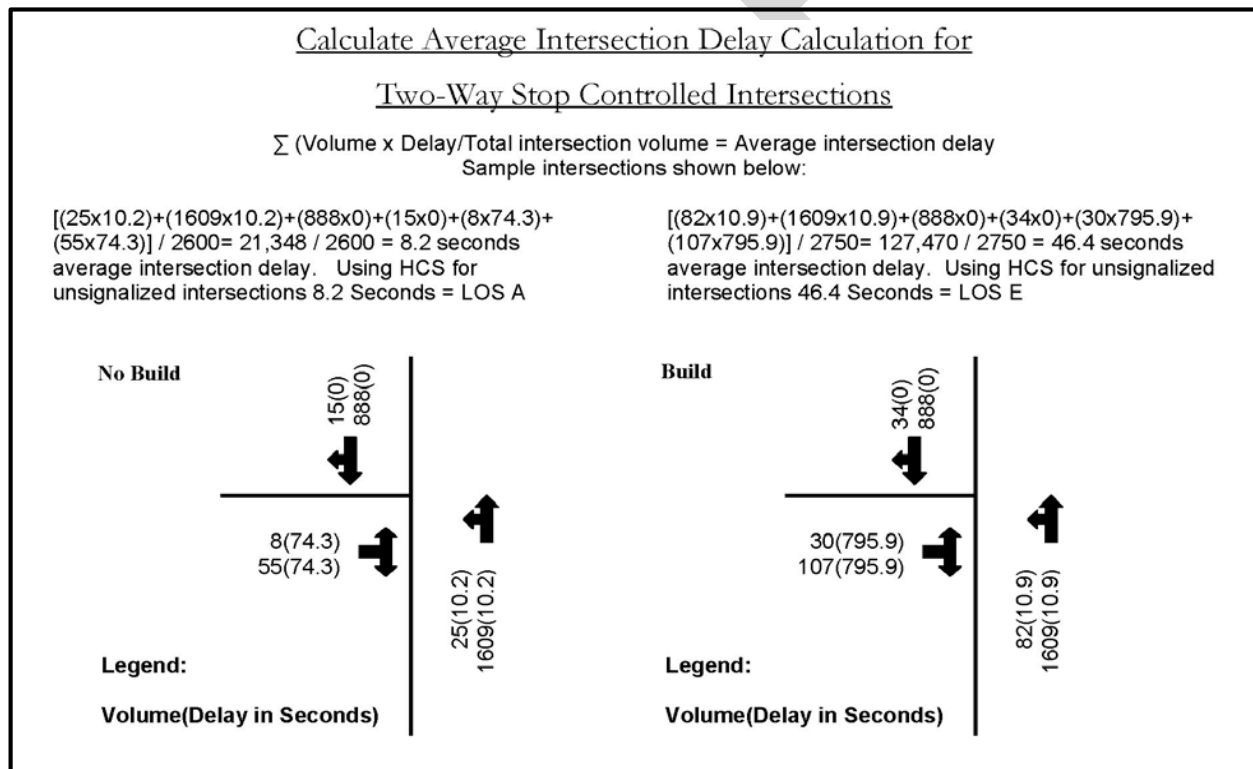 Calculate Average Intersection Delay Calculation for
Two-Way Stop Controlled Intersections
∑ (Volume x Delay/Total intersection volume = Average intersection delay
Sample intersections shown below:
[(25x10.2)+(1609x10.2)+(888x0)+(15x0)+(8x74.3)+
(55x74.3)] / 2600= 21,348 / 2600 = 8.2 seconds
average intersection delay.   Using HCS for
unsignalized intersections 8.2 Seconds = LOS A
[(82x10.9)+(1609x10.9)+(888x0)+(34x0)+(30x795.9)+
(107x795.9)] / 2750= 127,470 / 2750 = 46.4 seconds
average intersection delay.  Using HCS for unsignalized
intersections 46.4 Seconds = LOS E
No Build
15(0)
888(0)
8(74.3)
55(74.3)
25(10.2)
1609(10.2)
Legend:
Volume(Delay in Seconds)
Build
34(0)
888(0)
30(795.9)
107(795.9)
82(10.9)
1609(10.9)
Legend:
Volume(Delay in Seconds)